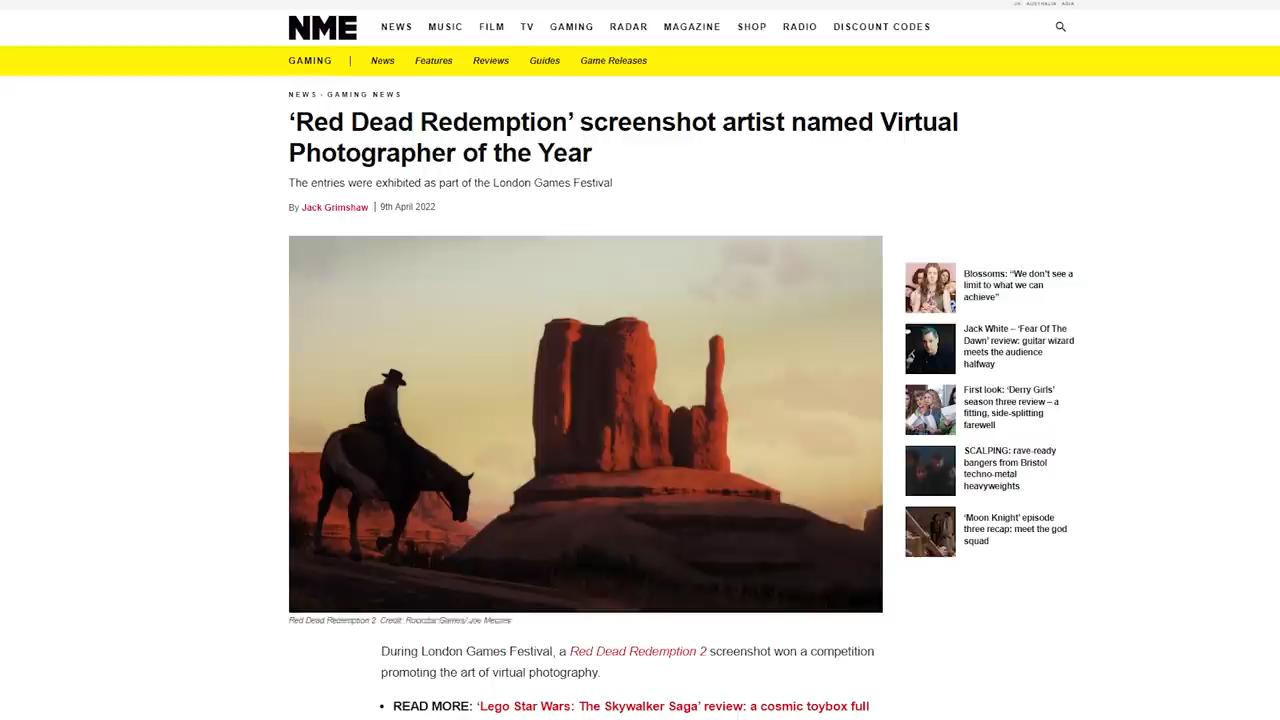 UK AUSTRALIA ASIA
NME
NEWS MUSIC FILM TV GAMING RADAR MAGAZINE SHOP RADIO DISCOUNT CODES
GAMING | News Features Reviews Guides Game Releases
NEWS › GAMING NEWS
‘Red Dead Redemption’ screenshot artist named Virtual
Photographer of the Year
The entries were exhibited as part of the London Games Festival
By Jack Grimshaw | 9th April 2022
Blossoms: “We don’t see a
limit to what we can
achieve”
Jack White – ‘Fear Of The
Dawn’ review: guitar wizard
meets the audience
halfway
First look: ‘Derry Girls’
season three review – a
fitting, side-splitting
farewell
SCALPING: rave-ready
bangers from Bristol
techno-metal
heavyweights
‘Moon Knight’ episode
three recap: meet the god
squad
Red Dead Redemption 2. Credit: Rockstar Games/ Joe
During London Games Festival, a Red Dead Redemption 2 screenshot won a competition
promoting the art of virtual photography.
• READ MORE: ‘Lego Star Wars: The Skywalker Saga’ review: a cosmic toybox full